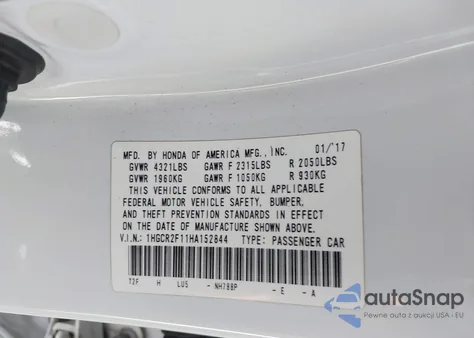 MFD. BY HONDA OF AMERICA MFG.,INC. 01/'17
GVWR 4321LBS GAWR F 2315LBS R 2050LBS
GVWR 1960KG GAWR F 1050KG R 930KG
THIS VEHICLE CONFORMS TO ALL APPLICABLE
FEDERAL MOTOR VEHICLE SAFETY, BUMPER,
AND THEFT PREVENTION STANDARDS IN EFFECT
ON THE DATE OF MANUFACTURE SHOWN ABOVE.
V.I.N.: 1HGCR2F11HA152844 TYPE: PASSENGER CAR
T2F H LU5 - NH788P - E - A
autoSnap
Pewne auta z dealerskich USA - EU